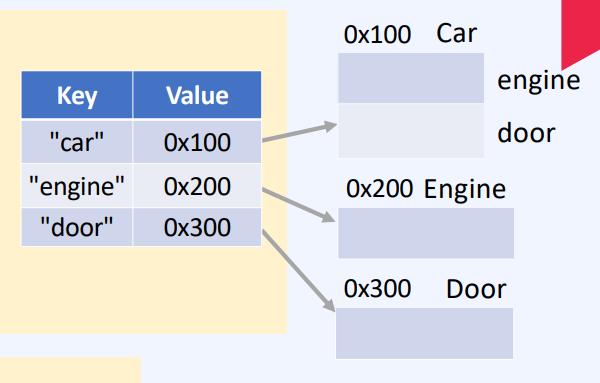 Key Value
"car" 0x100
"engine" 0x200
"door" 0x300
0x100 Car
engine
door
0x200 Engine
0x300 Door